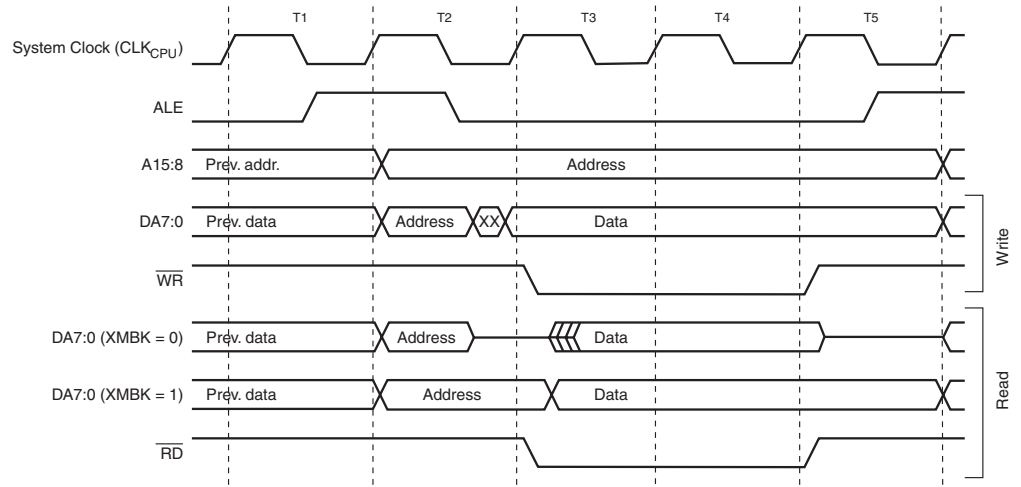 T1 T2 T3 T4 T5
System Clock (CLKCPU)
ALE
A15:8 Prev. addr. Address
DA7:0 Prev. data Address XX Data
WR
Write
DA7:0 (XMBK = 0) Prev. data Address Data
DA7:0 (XMBK = 1) Prev. data Address Data
RD
Read